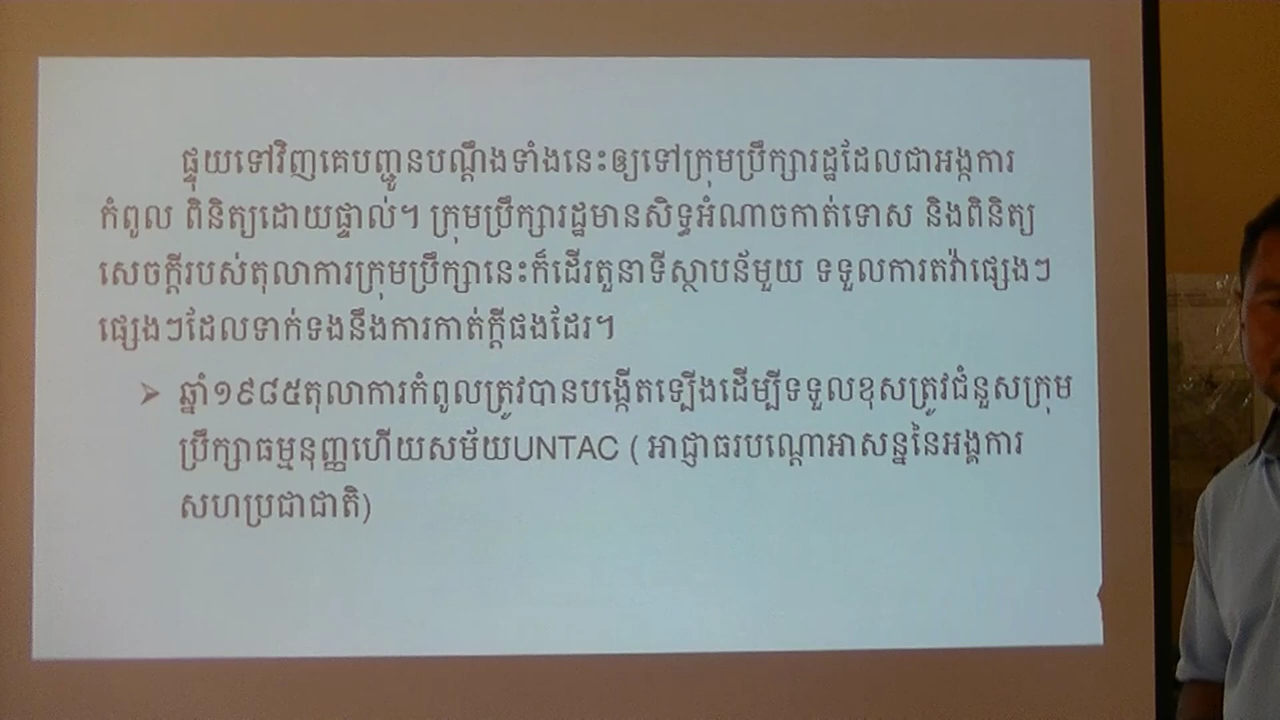 ផ្ទុយទៅវិញគេបញ្ជូនបណ្តឹងទាំងនេះឲ្យទៅក្រុមប្រឹក្សារដ្ឋដែលជាអង្កការ
កំពូល ពិនិត្យដោយផ្ទាល់។ ក្រុមប្រឹក្សារដ្ឋមានសិទ្ធអំណាចកាត់ទោស និងពិនិត្យ
សេចក្តីរបស់តុលាការក្រុមប្រឹក្សានេះក៏ដើរតួនាទីស្ថាបន័មួយ ទទួលការតវ៉ាផ្សេងៗ
ផ្សេងៗដែលទាក់ទងនឹងការកាត់ក្តីផងដែរ។
➢ ឆ្នាំ១៩៨៥តុលាការកំពូលត្រូវបានបង្កើតឡើងដើម្បីទទួលខុសត្រូវជំនួសក្រុម
ប្រឹក្សាធម្មនុញ្ញហើយសម័យUNTAC ( អាជ្ញាធរបណ្តោអាសន្ននៃអង្គការ
សហប្រជាជាតិ)